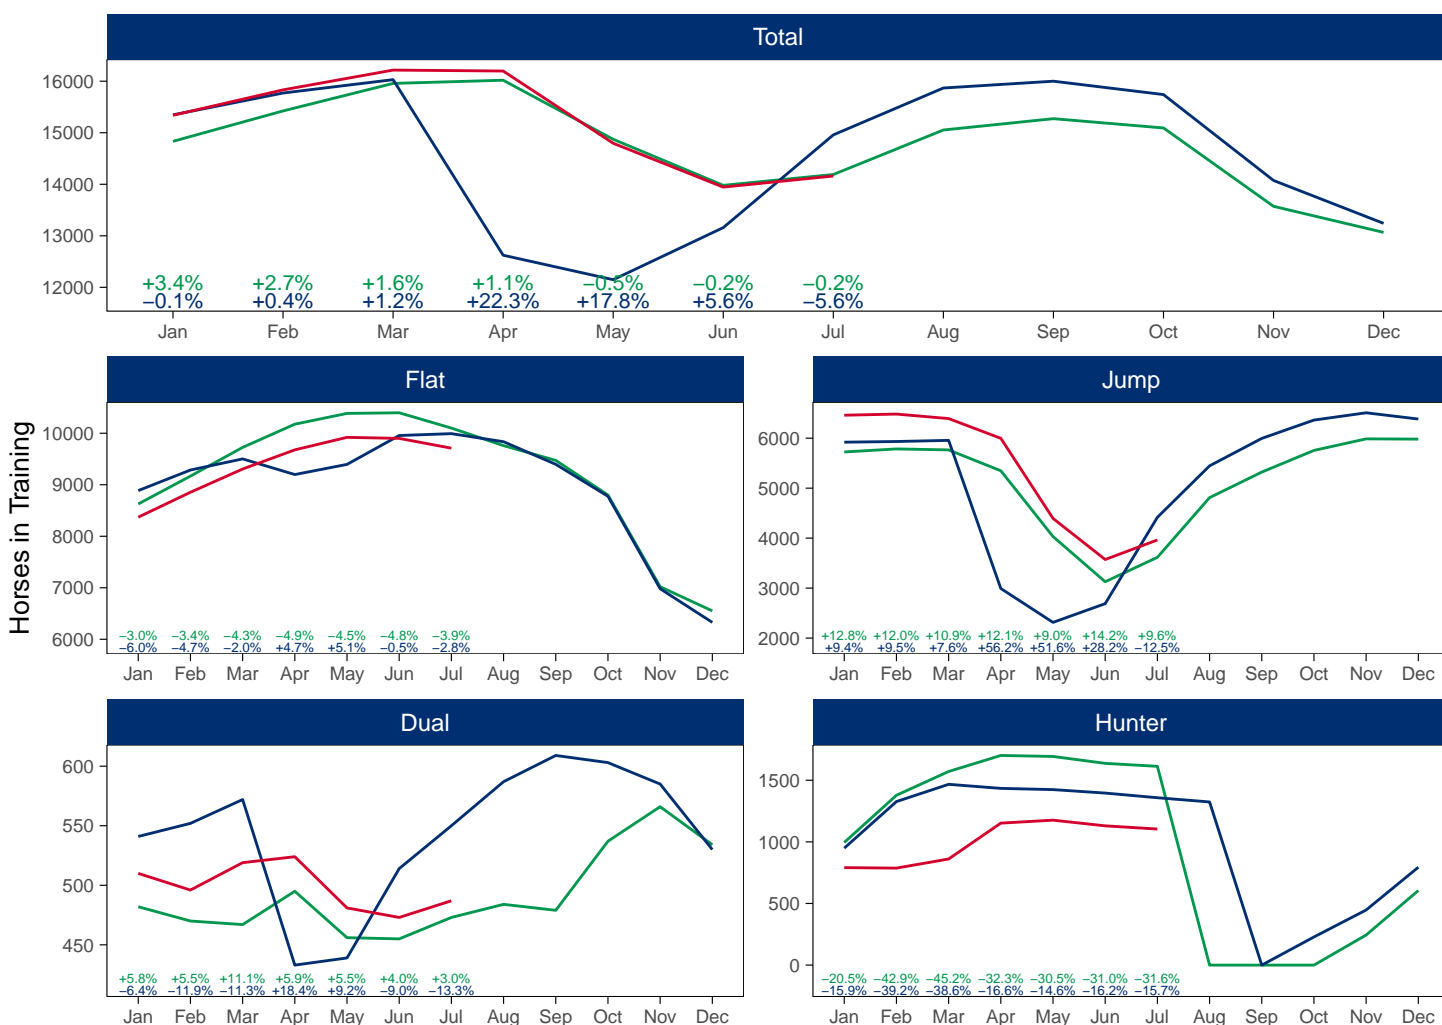 Total
16000
15000
14000
13000
12000
+3.4% +2.7% +1.6% +1.1% −0.5% −0.2% −0.2%
−0.1% +0.4% +1.2% +22.3% +17.8% +5.6% −5.6%
Jan Feb Mar Apr May Jun Jul Aug Sep Oct Nov Dec
Horses in Training
Flat
10000
9000
8000
7000
6000
−3.0% −3.4% −4.3% −4.9% −4.5% −4.8% −3.9%
−6.0% −4.7% −2.0% +4.7% +5.1% −0.5% −2.8%
Jan Feb Mar Apr May Jun Jul Aug Sep Oct Nov Dec
Jump
6000
5000
4000
3000
2000
+12.8% +12.0% +10.9% +12.1% +9.0% +14.2% +9.6%
+9.4% +9.5% +7.6% +56.2% +51.6% +28.2% −12.5%
Jan Feb Mar Apr May Jun Jul Aug Sep Oct Nov Dec
Dual
600
550
500
450
+5.8% +5.5% +11.1% +5.9% +5.5% +4.0% +3.0%
−6.4% −11.9% −11.3% +18.4% +9.2% −9.0% −13.3%
Jan Feb Mar Apr May Jun Jul Aug Sep Oct Nov Dec
Hunter
1500
1000
500
0
−20.5% −42.9% −45.2% −32.3% −30.5% −31.0% −31.6%
−15.9% −39.2% −38.6% −16.6% −14.6% −16.2% −15.7%
Jan Feb Mar Apr May Jun Jul Aug Sep Oct Nov Dec